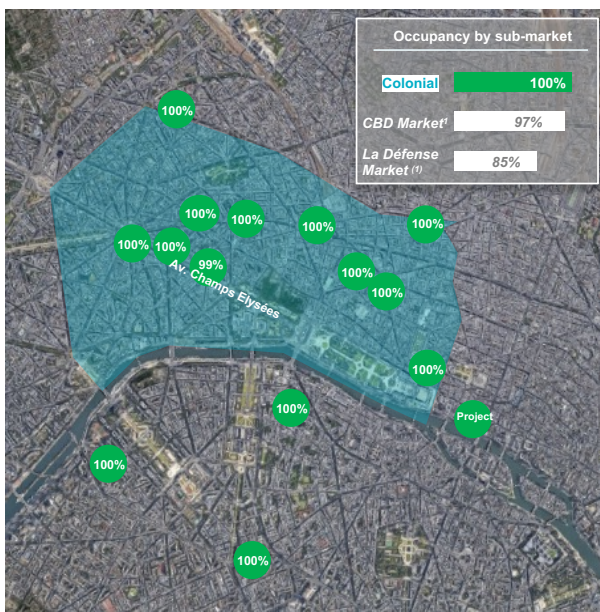 Occupancy by sub-market
Colonial 100%
CBD Market¹ 97%
La Défense
Market ⁽¹⁾ 85%
100%
100%
100%
100%
100%
100%
100%
99%
100%
100%
Av. Champs Elysées
100%
100%
Project
100%
100%